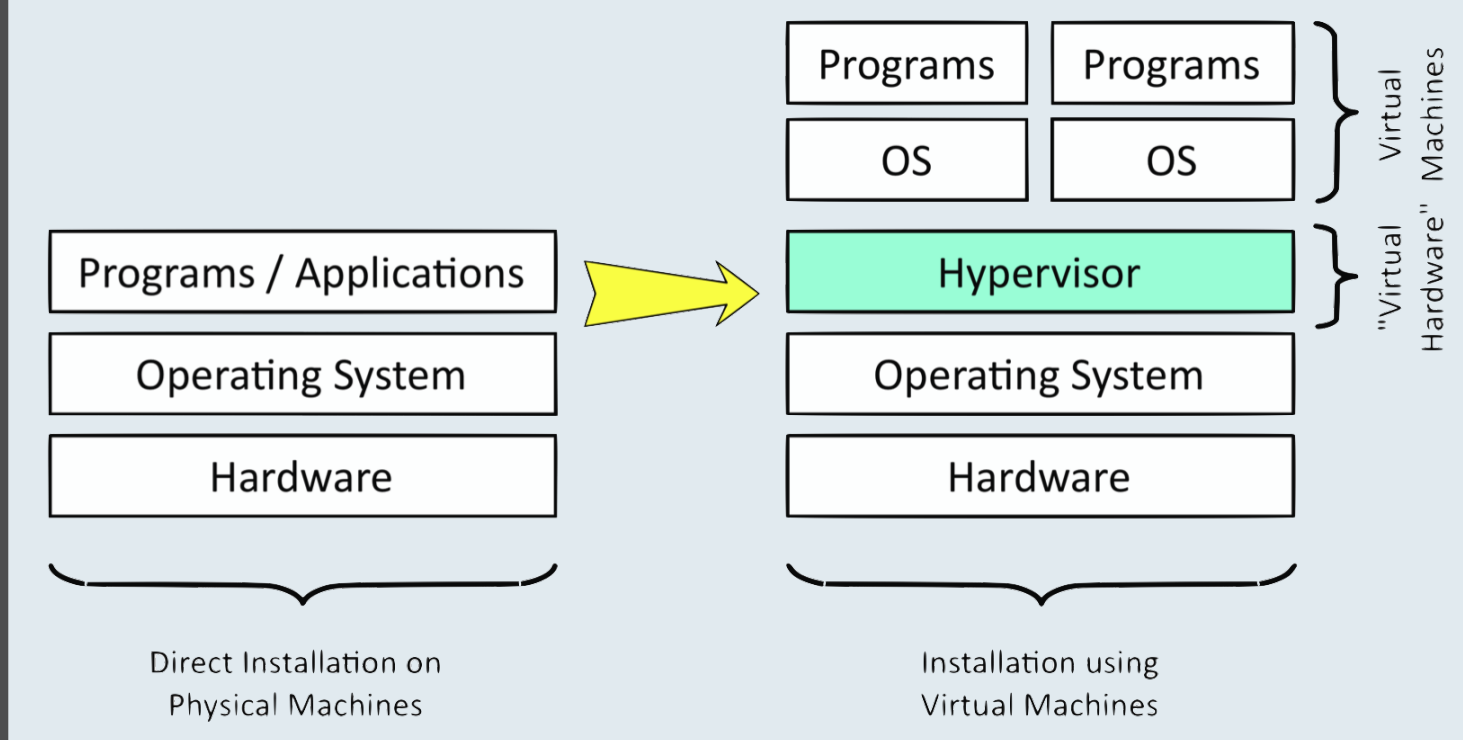 Programs
Programs
OS
OS
Virtual
Machines
Programs / Applications
Hypervisor
"Virtual
Hardware"
Operating System
Operating System
Hardware
Hardware
Direct Installation on
Physical Machines
Installation using
Virtual Machines